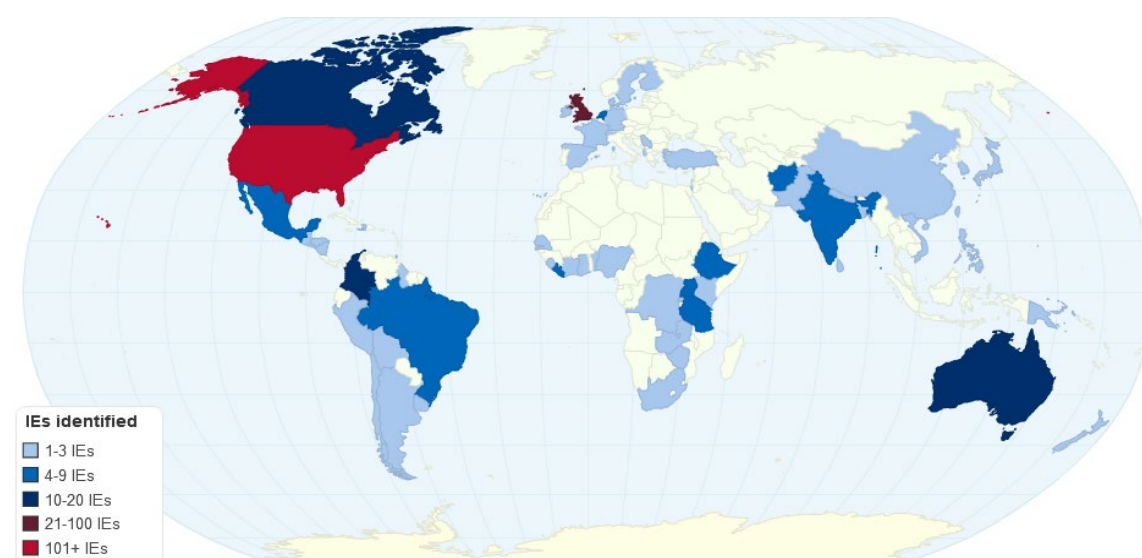 IEs identified
1-3 IEs
4-9 IEs
10-20 IEs
21-100 IEs
101+ IEs